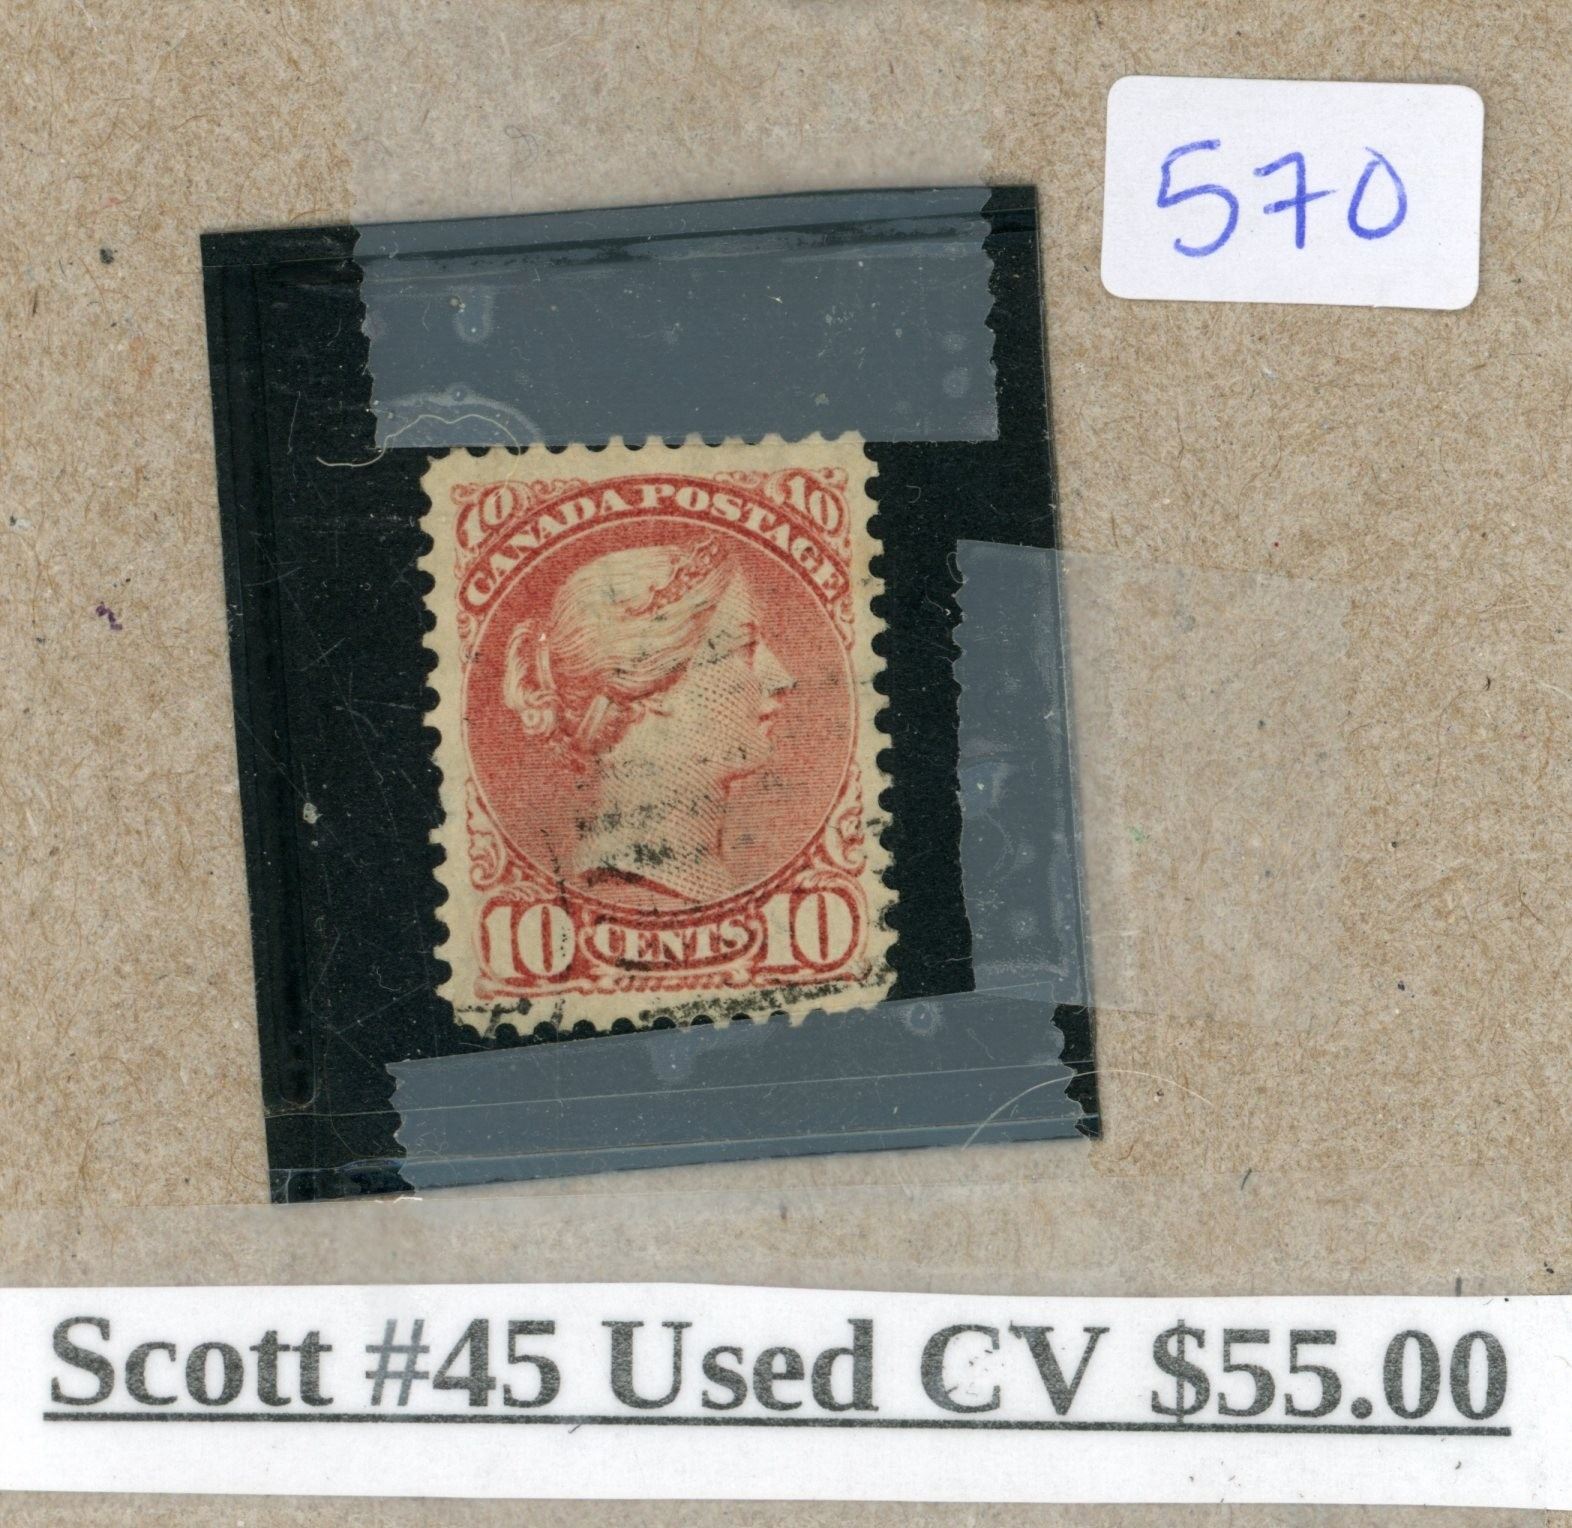 570
10 CANADA POSTAGE 10
10 CENTS 10
Scott #45 Used CV $55.00